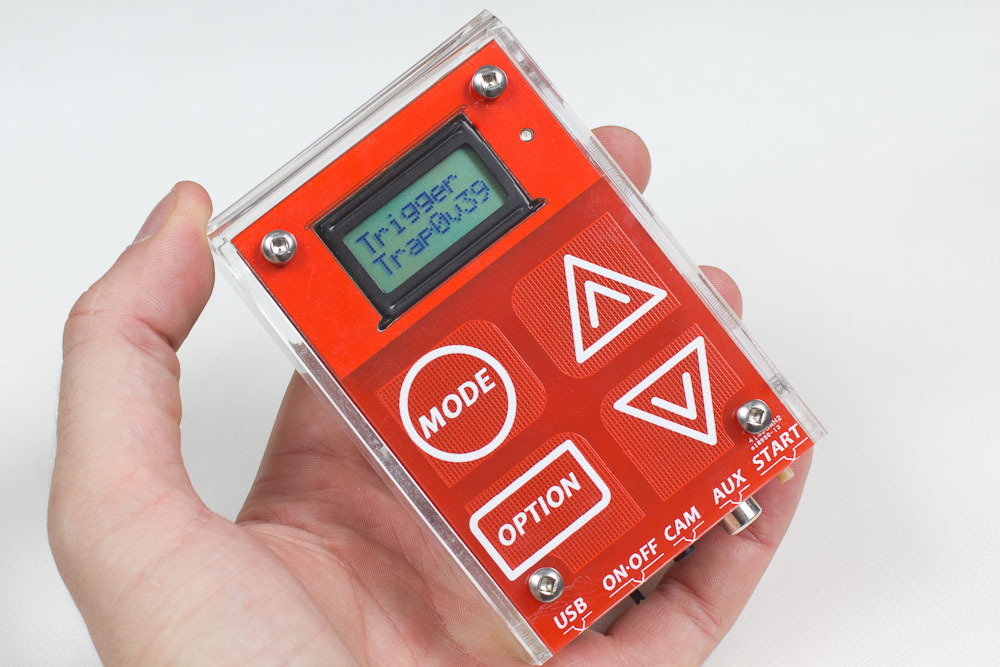 Trigger
Trap0v39
MODE
OPTION
USB
ON·OFF
CAM
AUX
START